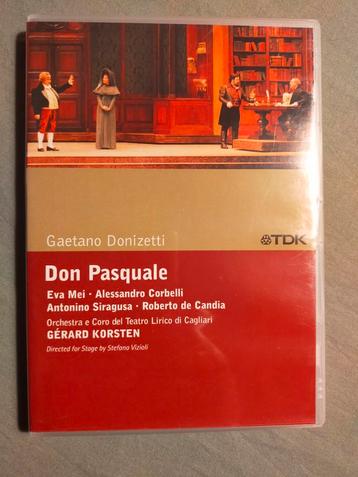 Gaetano Donizetti
TDK
Don Pasquale
Eva Mei · Alessandro Corbelli
Antonino Siragusa · Roberto de Candia
Orchestra e Coro del Teatro Lirico di Cagliari
GÉRARD KORSTEN
Directed for Stage by Stefano Vizioli